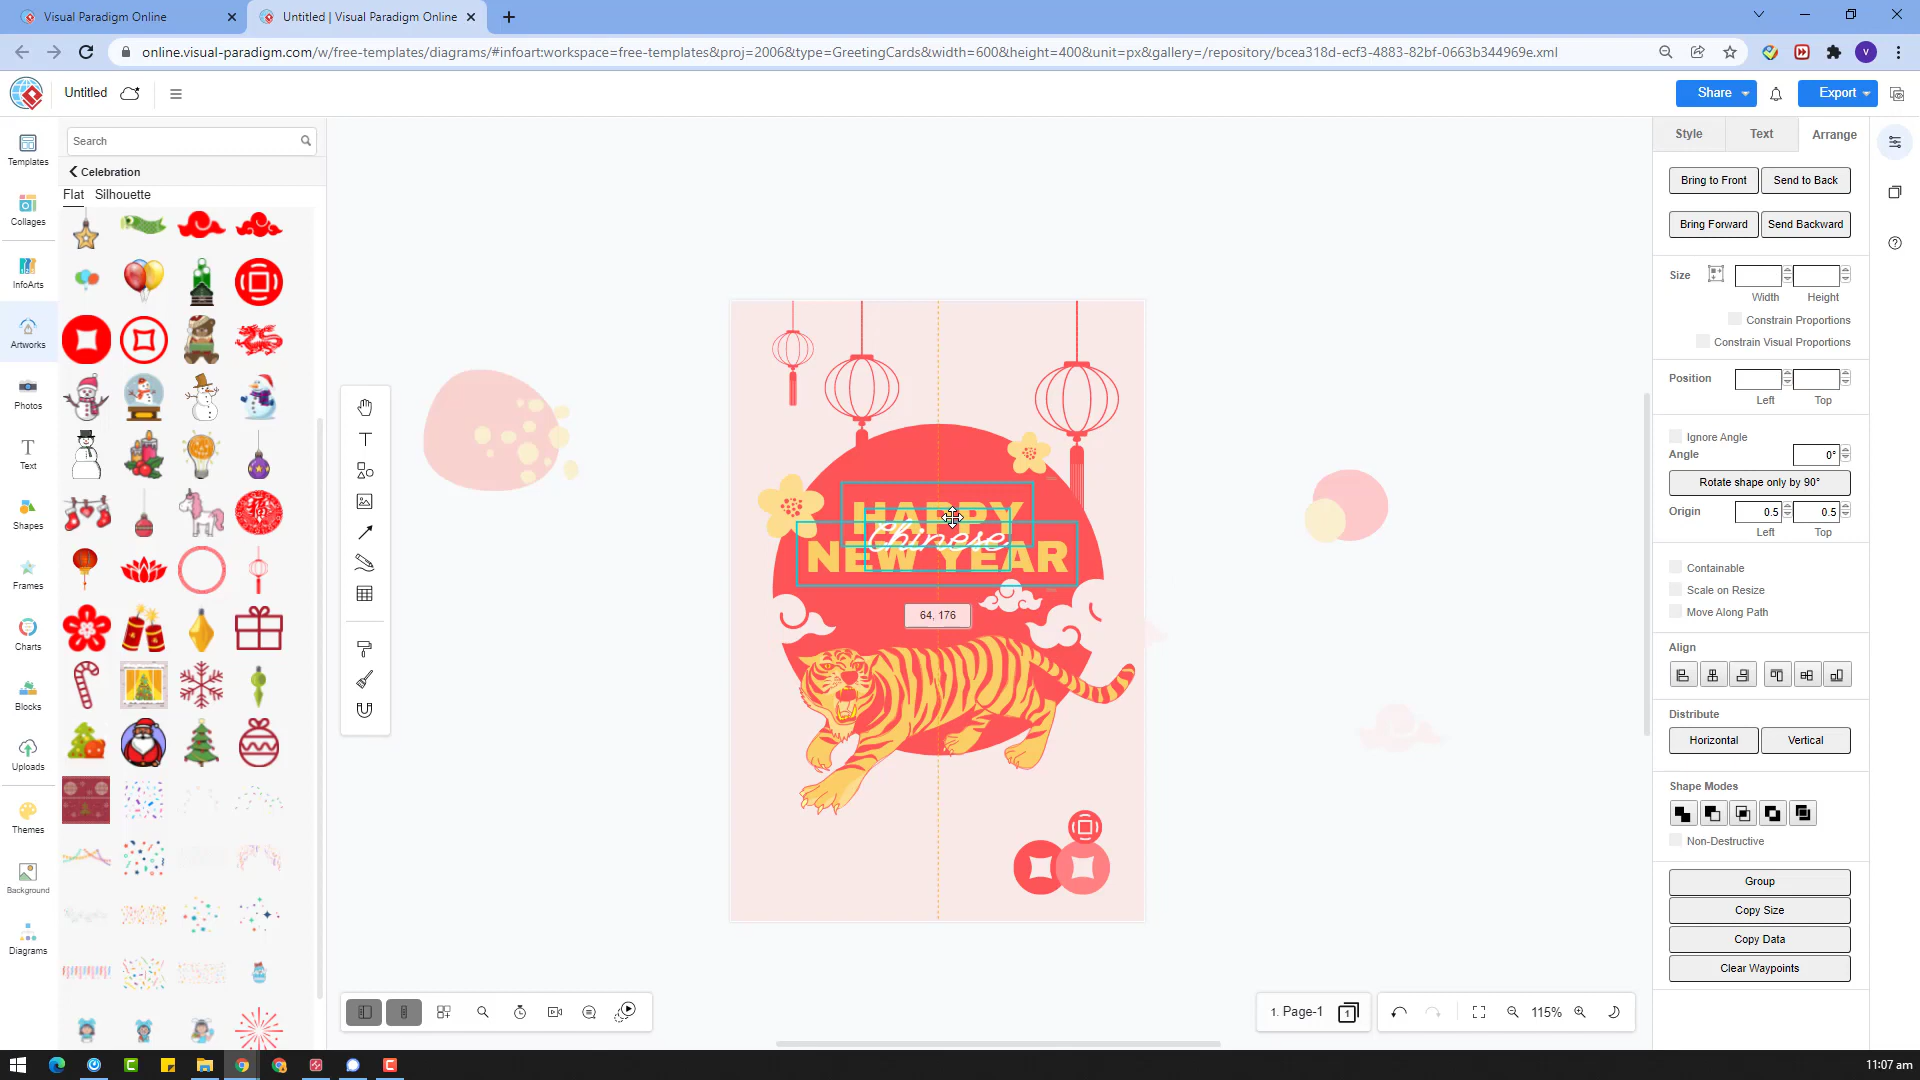 Visual Paradigm Online
Untitled | Visual Paradigm Online
online.visual-paradigm.com/w/free-templates/diagrams/#infoart:workspace=free-templates&proj=2006&type=GreetingCards&width=600&height=400&unit=px&gallery=/repository/bcea318d-ecf3-4883-82bf-0663b344969e.xml
V
Untitled
Share
Export
Search
Celebration
Flat
Silhouette
Templates
Collages
InfoArts
Artworks
Photos
Text
Shapes
Frames
Charts
Blocks
Uploads
Themes
Background
Diagrams
福
T
HAPPY
Chinese
NEW YEAR
64, 176
Style
Text
Arrange
Bring to Front
Send to Back
Bring Forward
Send Backward
Size
Width
Height
Constrain Proportions
Constrain Visual Proportions
Position
Left
Top
Ignore Angle
Angle
0°
Rotate shape only by 90°
Origin
0.5
0.5
Left
Top
Containable
Scale on Resize
Move Along Path
Align
Distribute
Horizontal
Vertical
Shape Modes
Non-Destructive
Group
Copy Size
Copy Data
Clear Waypoints
1. Page-1
1
115%
11:07 am